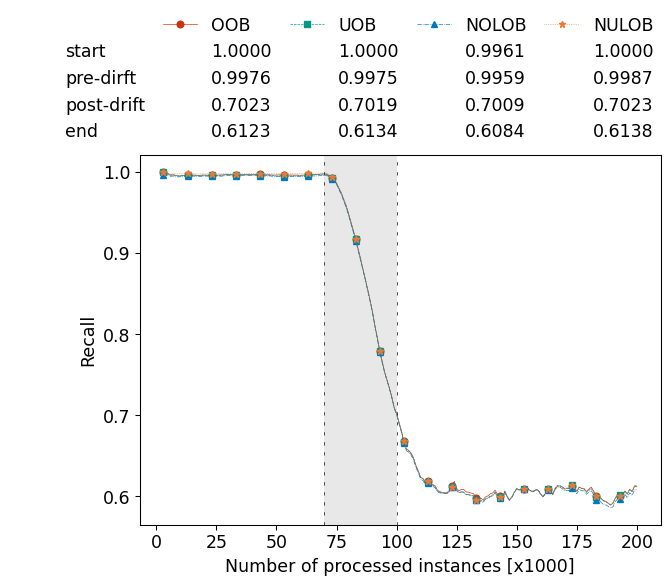 OOB UOB NOLOB NULOB
start 1.0000 1.0000 0.9961 1.0000
pre-dirft 0.9976 0.9975 0.9959 0.9987
post-drift 0.7023 0.7019 0.7009 0.7023
end 0.6123 0.6134 0.6084 0.6138
1.0
0.9
0.8
0.7
0.6
Recall
0 25 50 75 100 125 150 175 200
Number of processed instances [x1000]